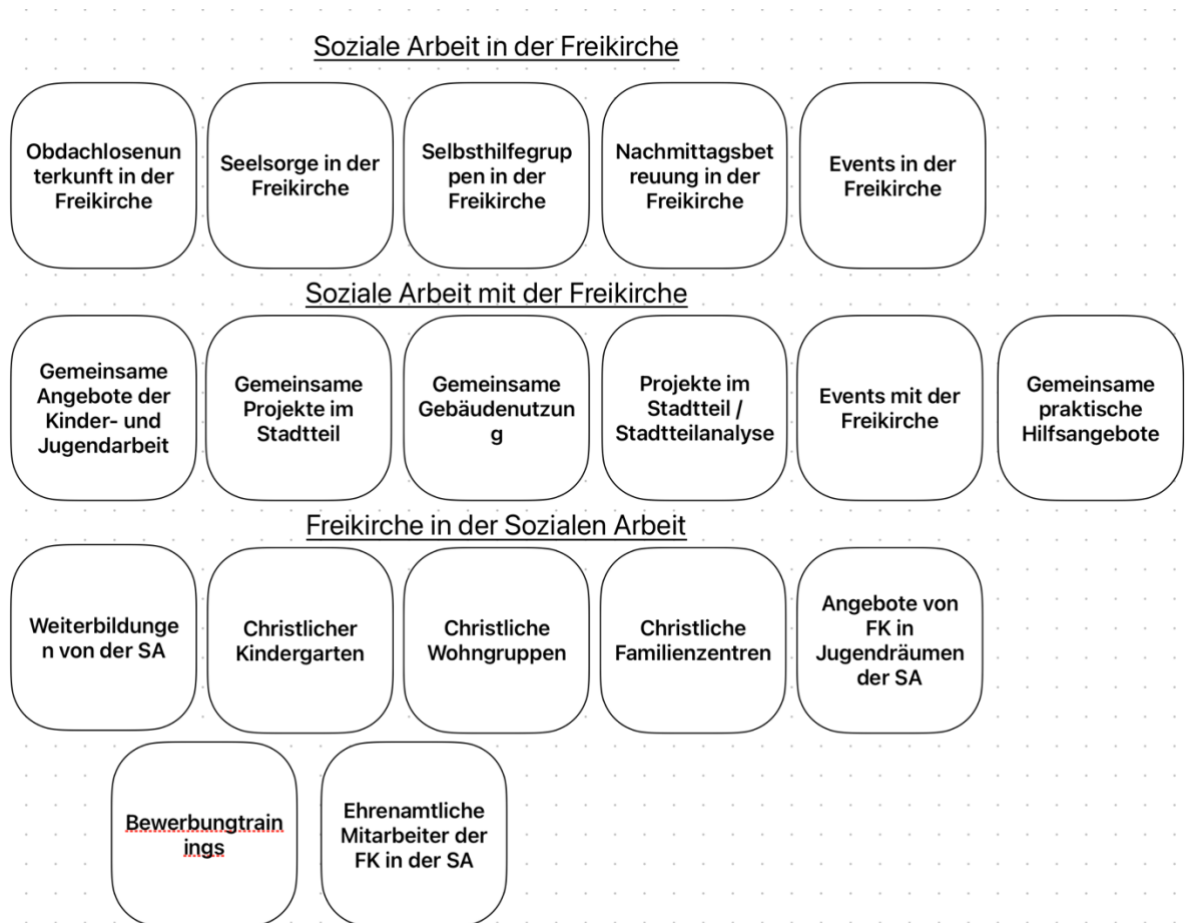 Soziale Arbeit in der Freikirche
Obdachlosenun
terkunft in der
Freikirche
Seelsorge in der
Freikirche
Selbsthilfegrup
pen in der
Freikirche
Nachmittagsbet
reuung in der
Freikirche
Events in der
Freikirche
Soziale Arbeit mit der Freikirche
Gemeinsame
Angebote der
Kinder- und
Jugendarbeit
Gemeinsame
Projekte im
Stadtteil
Gemeinsame
Gebäudenutzun
g
Projekte im
Stadtteil /
Stadtteilanalyse
Events mit der
Freikirche
Gemeinsame
praktische
Hilfsangebote
Freikirche in der Sozialen Arbeit
Weiterbildunge
n von der SA
Christlicher
Kindergarten
Christliche
Wohngruppen
Christliche
Familienzentren
Angebote von
FK in
Jugendräumen
der SA
Bewerbungtrain
ings
Ehrenamtliche
Mitarbeiter der
FK in der SA